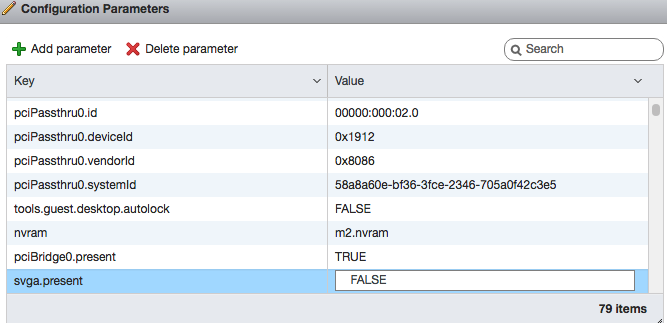 Configuration Parameters
Add parameter Delete parameter Search
Key Value
pciPassthru0.id 00000:000:02.0
pciPassthru0.deviceId 0x1912
pciPassthru0.vendorId 0x8086
pciPassthru0.systemId 58a8a60e-bf36-3fce-2346-705a0f42c3e5
tools.guest.desktop.autolock FALSE
nvram m2.nvram
pciBridge0.present TRUE
svga.present FALSE
79 items